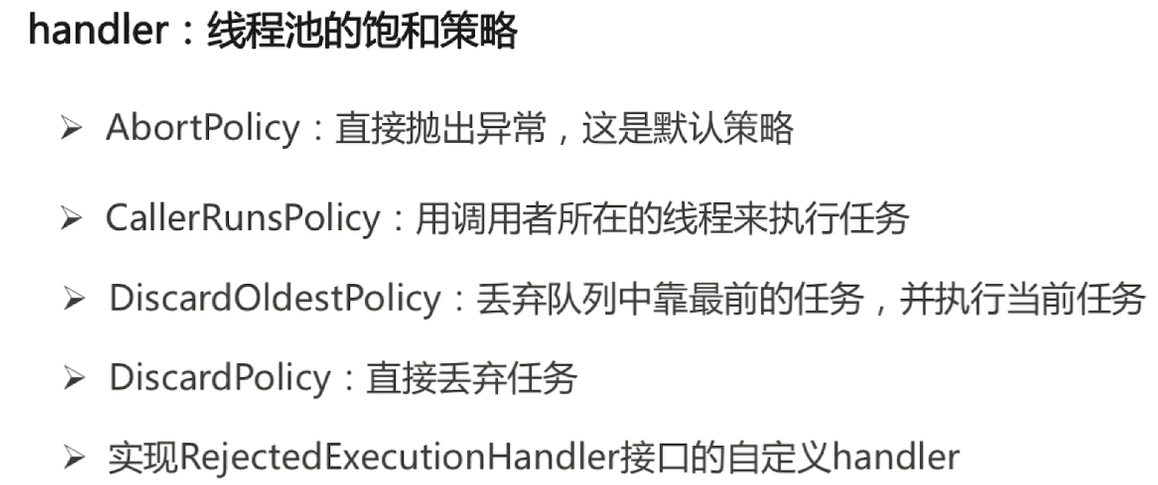 handler：线程池的饱和策略
➢ AbortPolicy：直接抛出异常，这是默认策略
➢ CallerRunsPolicy：用调用者所在的线程来执行任务
➢ DiscardOldestPolicy：丢弃队列中靠最前的任务，并执行当前任务
➢ DiscardPolicy：直接丢弃任务
➢ 实现RejectedExecutionHandler接口的自定义handler